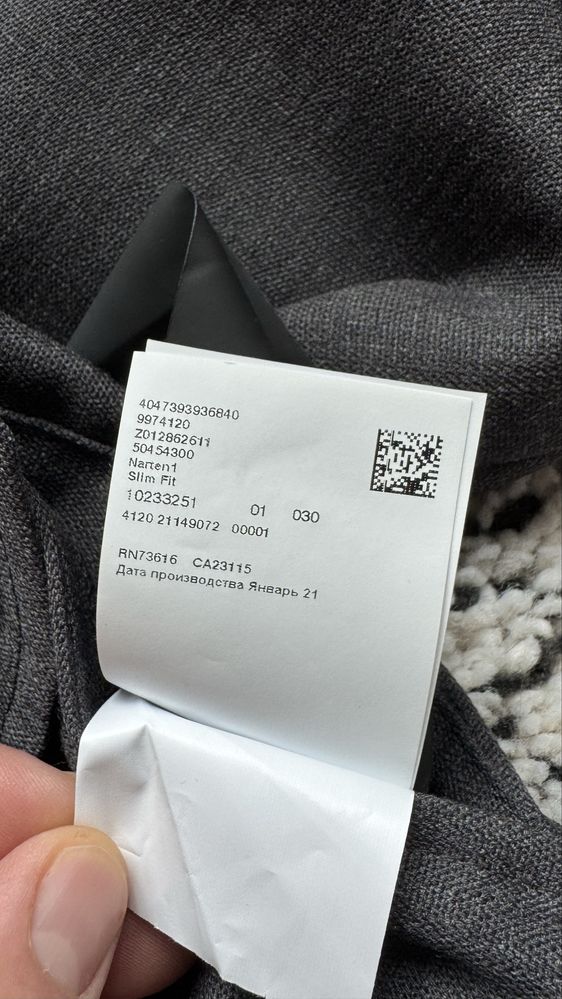 4047393936840
9974120
Z012862611
50454300
Narten1
Slim Fit
10233251 01 030
4120 21149072 00001
RN73616 CA23115
Дата производства Январь 21